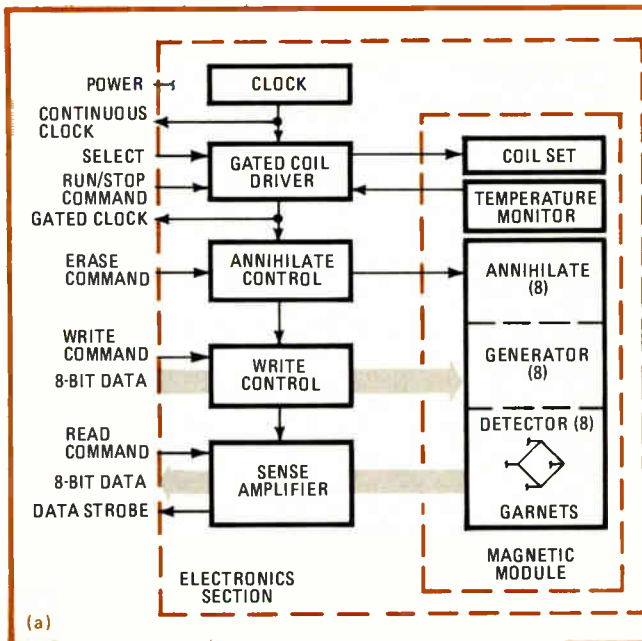 POWER
CONTINUOUS
CLOCK
SELECT
RUN/STOP
COMMAND
GATED CLOCK
ERASE
COMMAND
WRITE
COMMAND
8-BIT DATA
READ
COMMAND
8-BIT DATA
DATA STROBE
CLOCK
GATED COIL
DRIVER
ANNIHILATE
CONTROL
WRITE
CONTROL
SENSE
AMPLIFIER
ELECTRONICS
SECTION
COIL SET
TEMPERATURE
MONITOR
ANNIHILATE
(8)
GENERATOR
(8)
DETECTOR (8)
GARNETS
MAGNETIC
MODULE
(a)